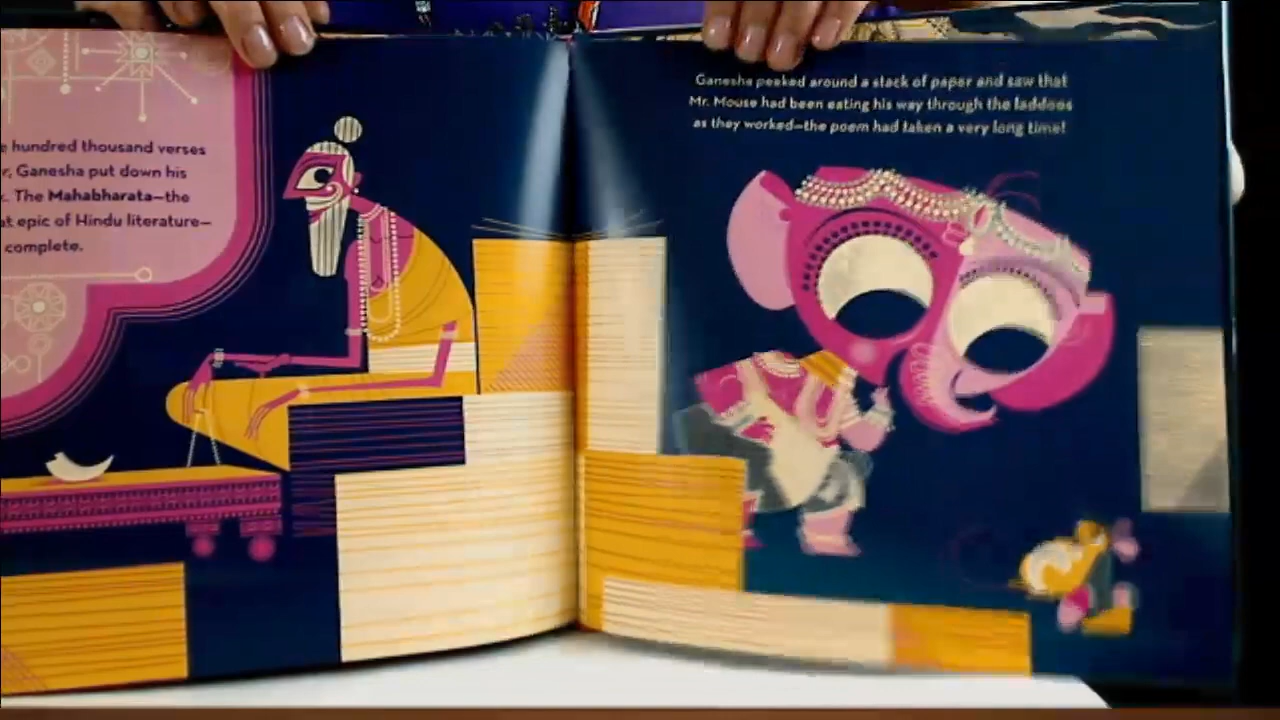 e hundred thousand verses
r, Ganesha put down his
. The Mahabharata—the
at epic of Hindu literature—
complete.
Ganesha peeked around a stack of paper and saw that
Mr. Mouse had been eating his way through the laddoos
as they worked—the poem had taken a very long time!